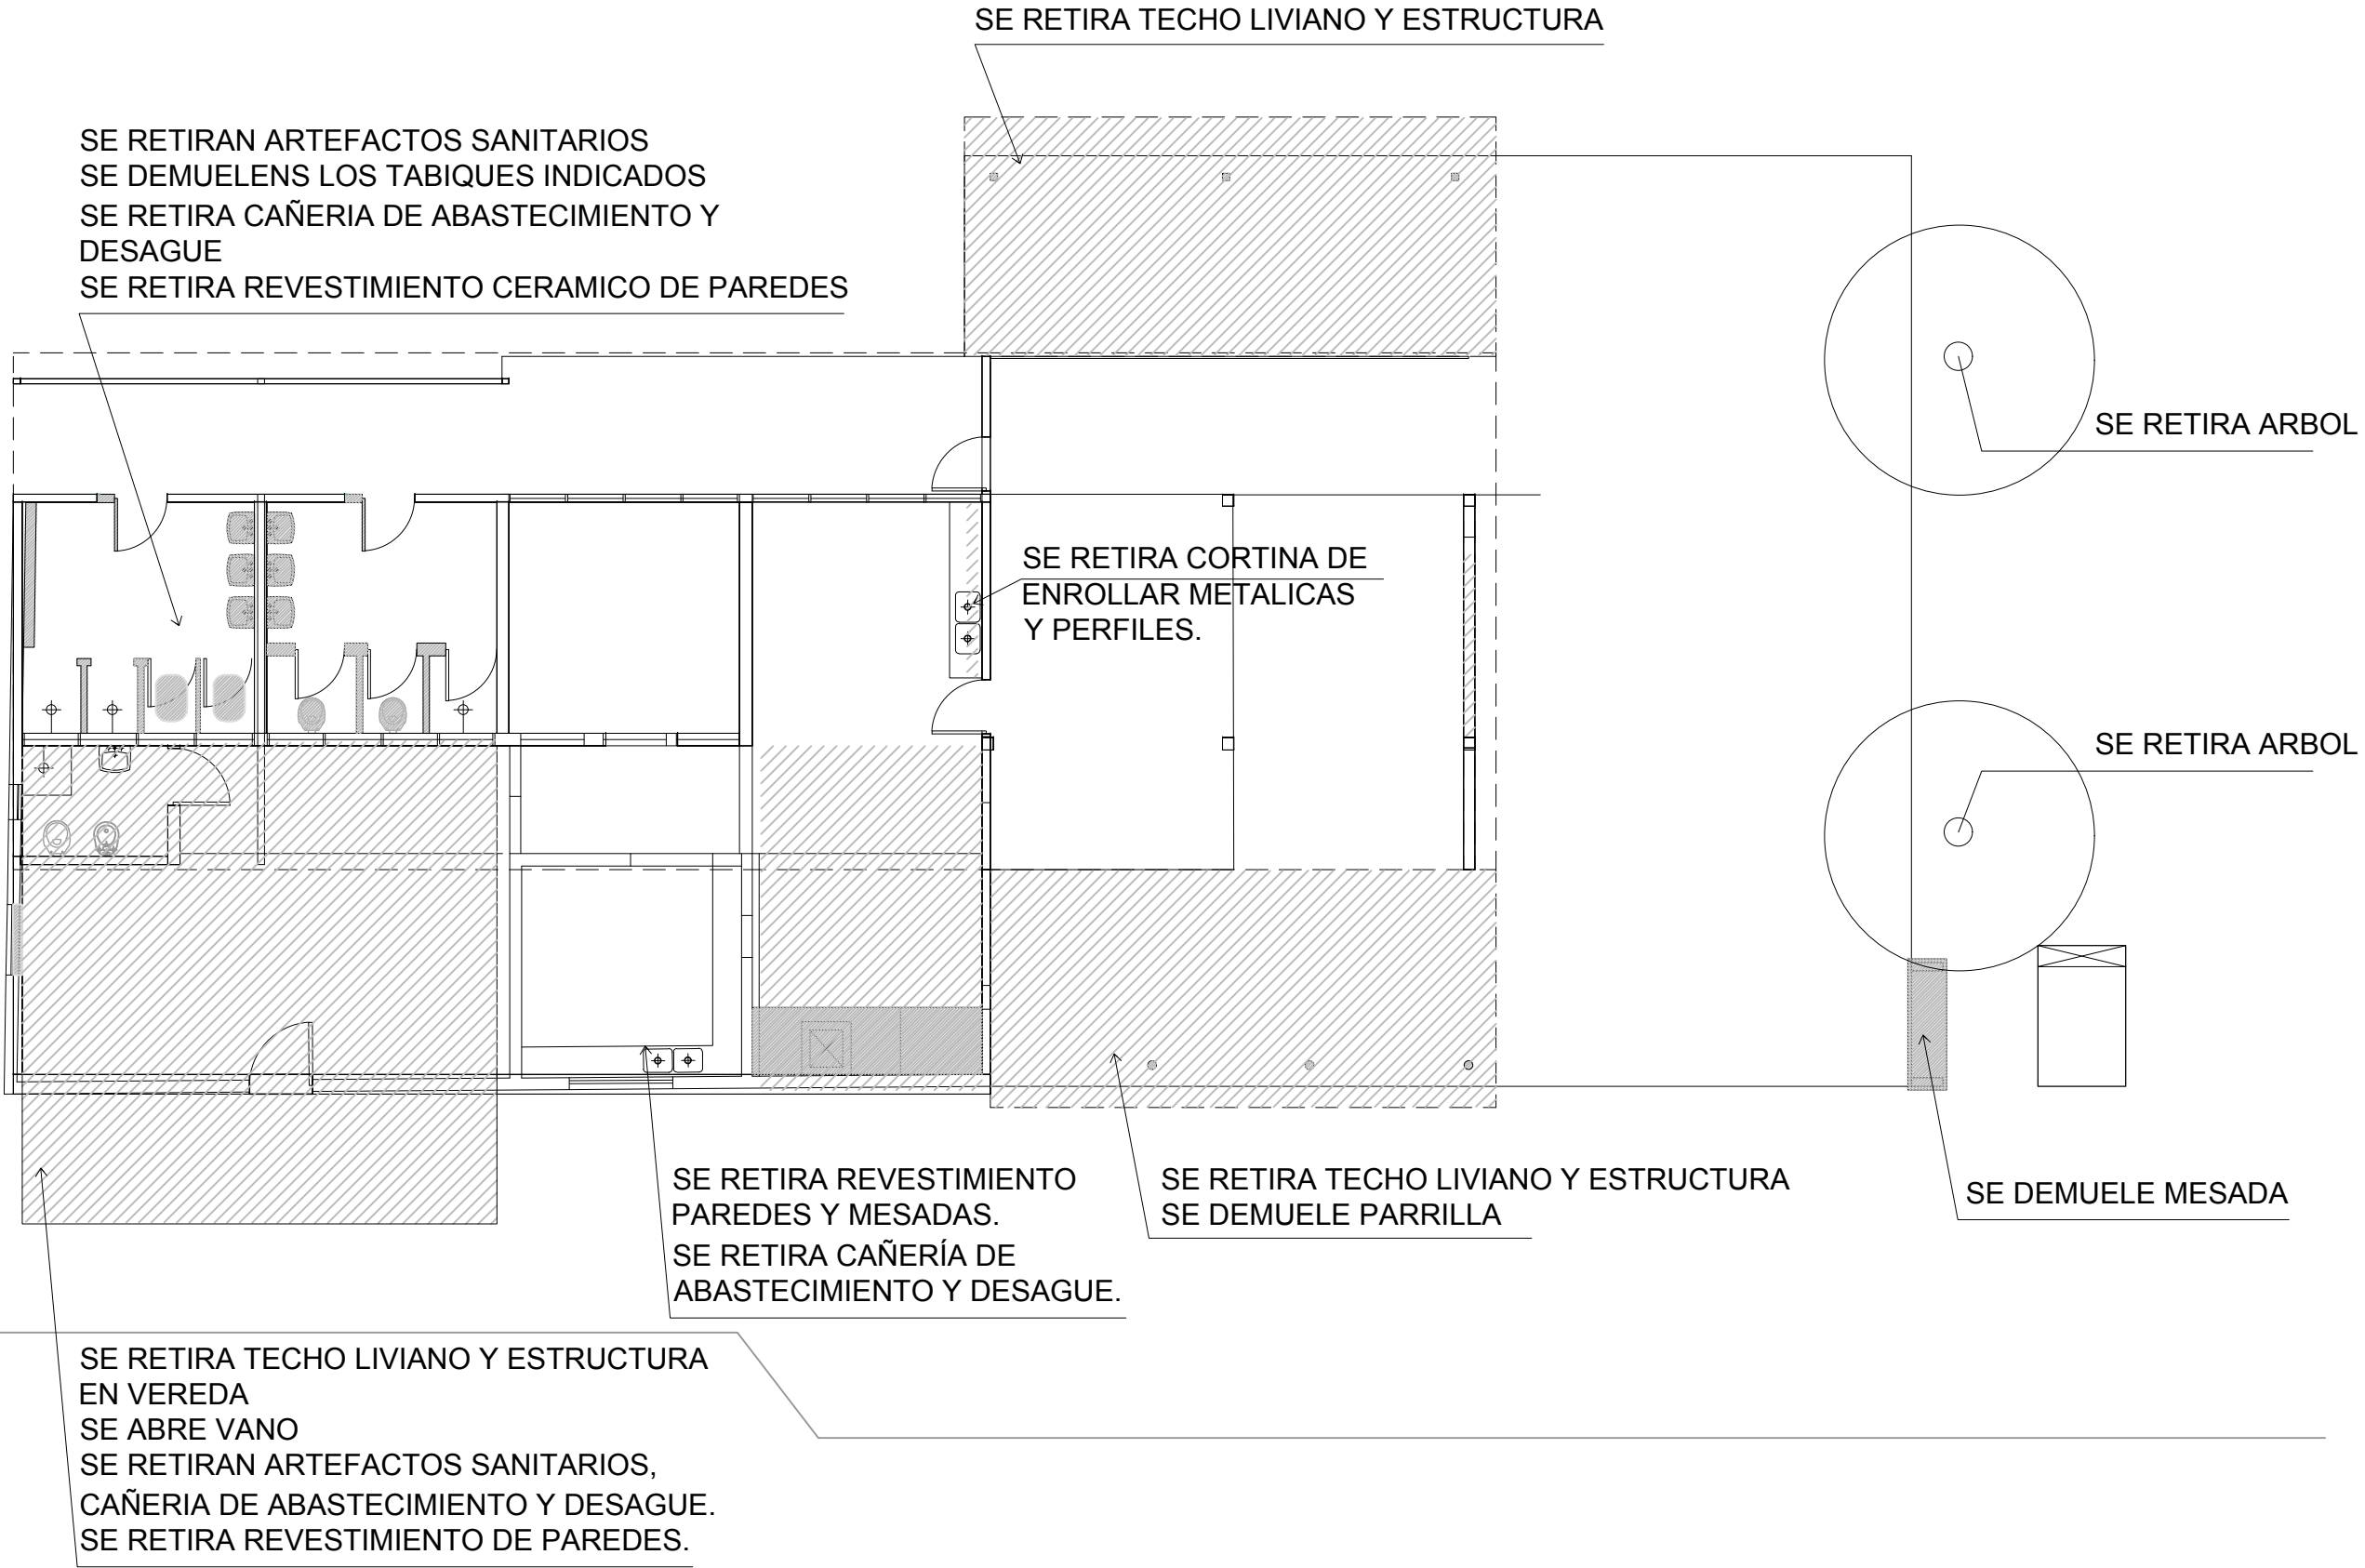 SE RETIRA TECHO LIVIANO Y ESTRUCTURA
SE RETIRAN ARTEFACTOS SANITARIOS
SE DEMUELENS LOS TABIQUES INDICADOS
SE RETIRA CAÑERIA DE ABASTECIMIENTO Y
DESAGUE
SE RETIRA REVESTIMIENTO CERAMICO DE PAREDES
SE RETIRA ARBOL
SE RETIRA CORTINA DE
ENROLLAR METALICAS
Y PERFILES.
SE RETIRA ARBOL
SE RETIRA REVESTIMIENTO
PAREDES Y MESADAS.
SE RETIRA CAÑERÍA DE
ABASTECIMIENTO Y DESAGUE.
SE RETIRA TECHO LIVIANO Y ESTRUCTURA
SE DEMUELE PARRILLA
SE DEMUELE MESADA
SE RETIRA TECHO LIVIANO Y ESTRUCTURA
EN VEREDA
SE ABRE VANO
SE RETIRAN ARTEFACTOS SANITARIOS,
CAÑERIA DE ABASTECIMIENTO Y DESAGUE.
SE RETIRA REVESTIMIENTO DE PAREDES.